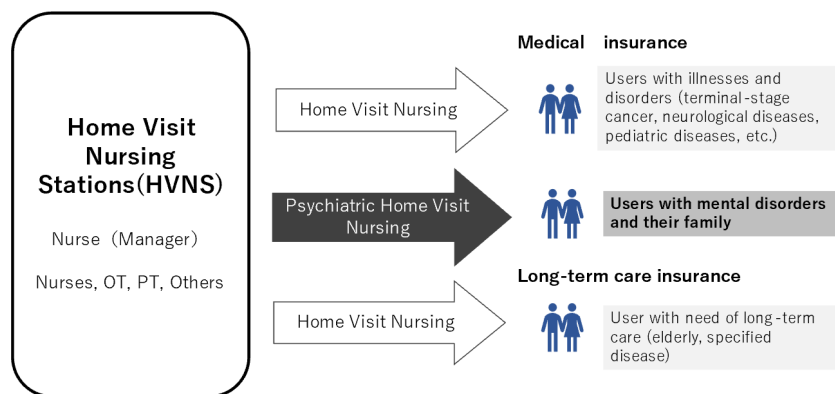 Home Visit
Nursing
Stations(HVNS)
Nurse（Manager）
Nurses, OT, PT, Others
Home Visit Nursing
Psychiatric Home Visit
Nursing
Home Visit Nursing
Medical insurance
Users with illnesses and
disorders (terminal-stage
cancer, neurological diseases,
pediatric diseases, etc.)
Users with mental disorders
and their family
Long-term care insurance
User with need of long-term
care (elderly, specified
disease)